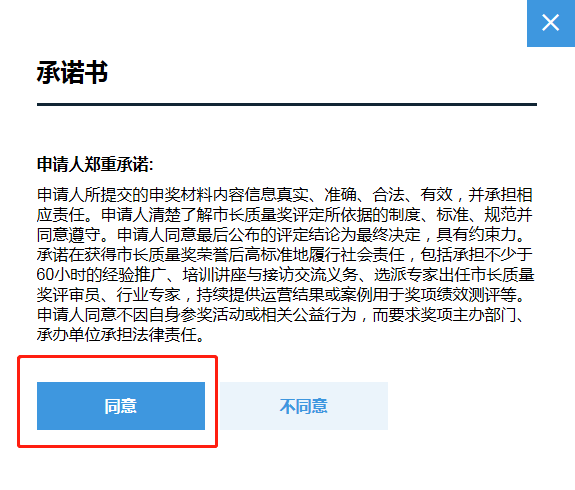 承诺书
申请人郑重承诺:
申请人所提交的申奖材料内容信息真实、准确、合法、有效，并承担相
应责任。申请人清楚了解市长质量奖评定所依据的制度、标准、规范并
同意遵守。申请人同意最后公布的评定结论为最终决定，具有约束力。
承诺在获得市长质量奖荣誉后高标准地履行社会责任，包括承担不少于
60小时的经验推广、培训讲座与接访交流义务、选派专家出任市长质量
奖评审员、行业专家，持续提供运营结果或案例用于奖项绩效测评等。
申请人同意不因自身参奖活动或相关公益行为，而要求奖项主办部门、
承办单位承担法律责任。
同意
不同意